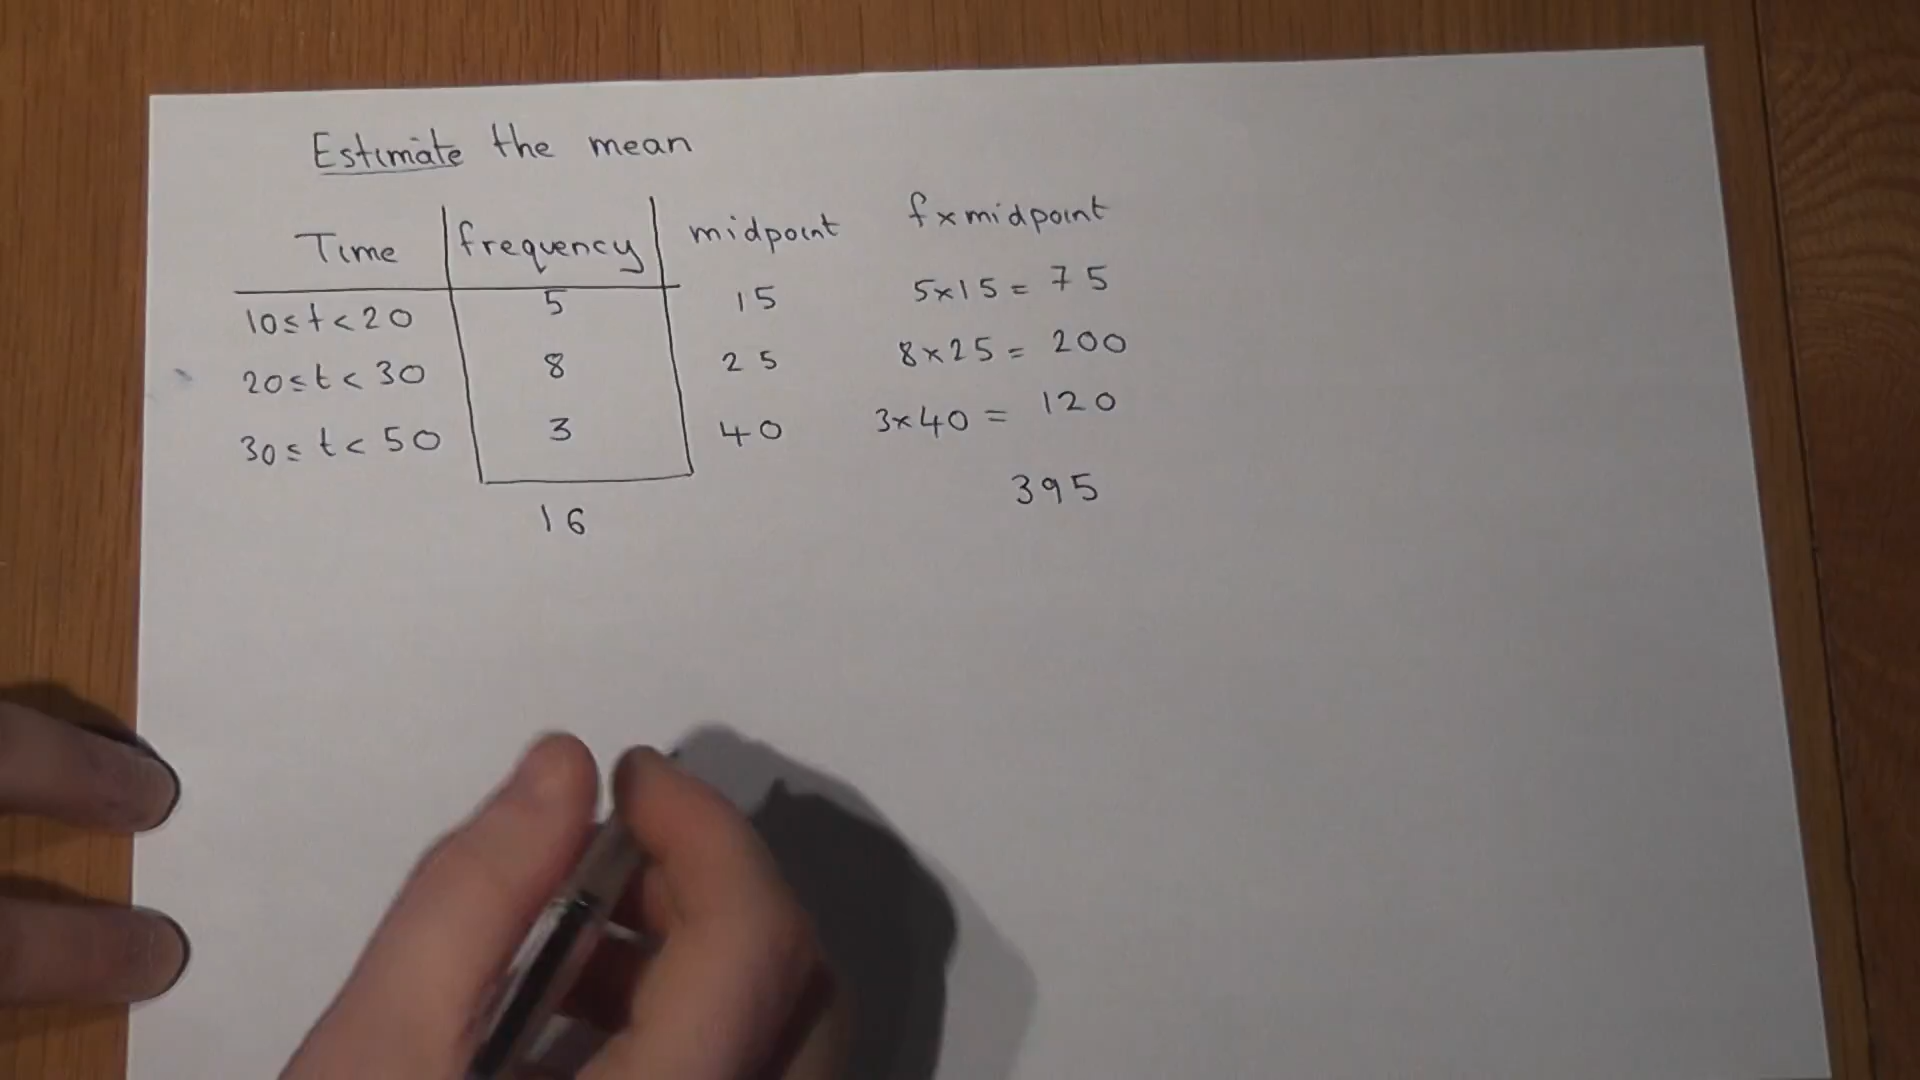 Estimate the mean
Time frequency midpoint f×midpoint
10≤t<20 5 15 5×15 = 75
20≤t<30 8 25 8×25 = 200
30≤t<50 3 40 3×40 = 120
16 395